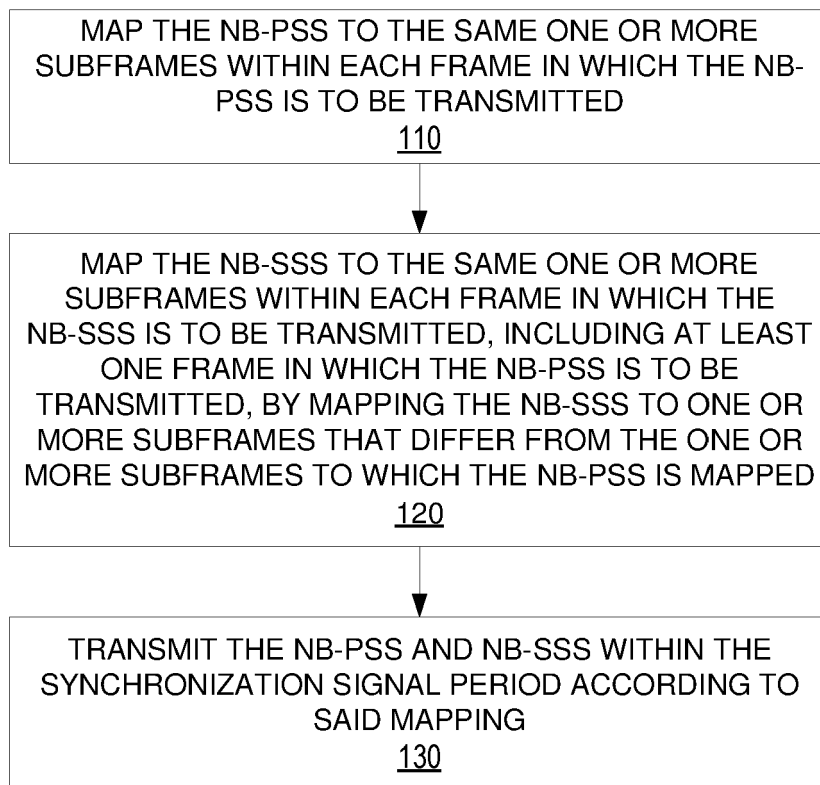 MAP THE NB-PSS TO THE SAME ONE OR MORE
SUBFRAMES WITHIN EACH FRAME IN WHICH THE NB-
PSS IS TO BE TRANSMITTED
110
MAP THE NB-SSS TO THE SAME ONE OR MORE
SUBFRAMES WITHIN EACH FRAME IN WHICH THE
NB-SSS IS TO BE TRANSMITTED, INCLUDING AT LEAST
ONE FRAME IN WHICH THE NB-PSS IS TO BE
TRANSMITTED, BY MAPPING THE NB-SSS TO ONE OR
MORE SUBFRAMES THAT DIFFER FROM THE ONE OR
MORE SUBFRAMES TO WHICH THE NB-PSS IS MAPPED
120
TRANSMIT THE NB-PSS AND NB-SSS WITHIN THE
SYNCHRONIZATION SIGNAL PERIOD ACCORDING TO
SAID MAPPING
130